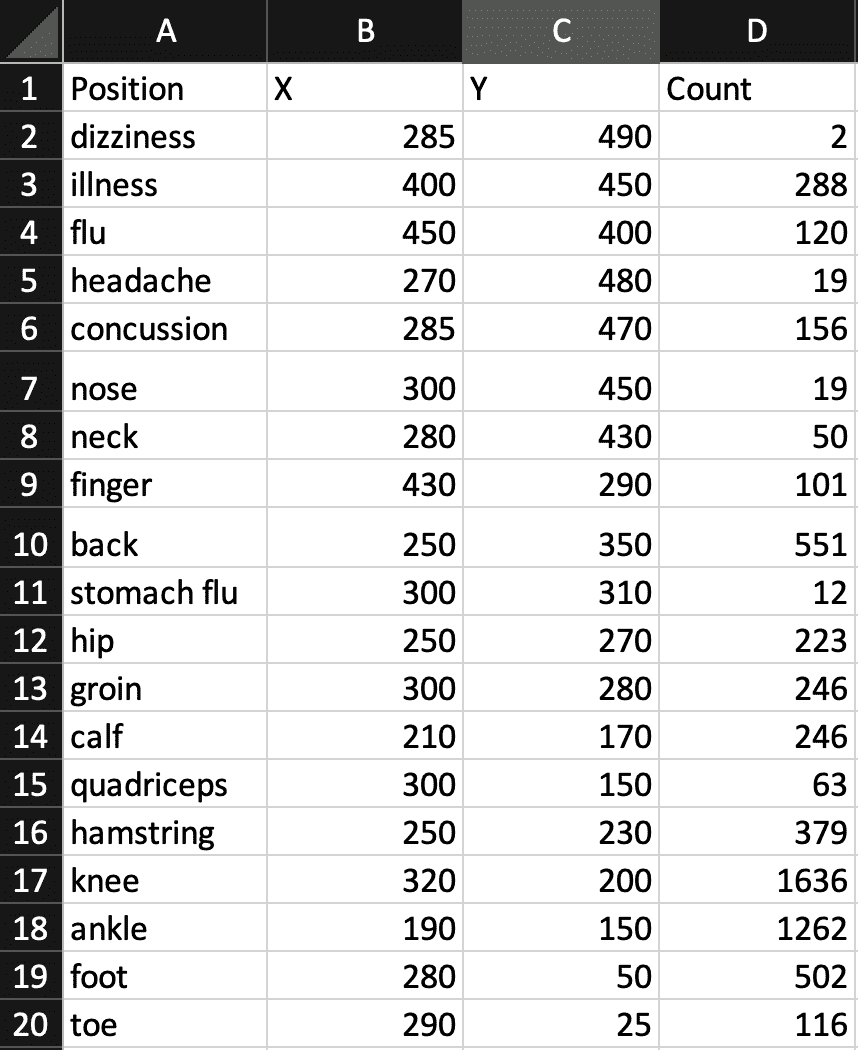 A B C D
1 Position X Y Count
2 dizziness 285 490 2
3 illness 400 450 288
4 flu 450 400 120
5 headache 270 480 19
6 concussion 285 470 156
7 nose 300 450 19
8 neck 280 430 50
9 finger 430 290 101
10 back 250 350 551
11 stomach flu 300 310 12
12 hip 250 270 223
13 groin 300 280 246
14 calf 210 170 246
15 quadriceps 300 150 63
16 hamstring 250 230 379
17 knee 320 200 1636
18 ankle 190 150 1262
19 foot 280 50 502
20 toe 290 25 116